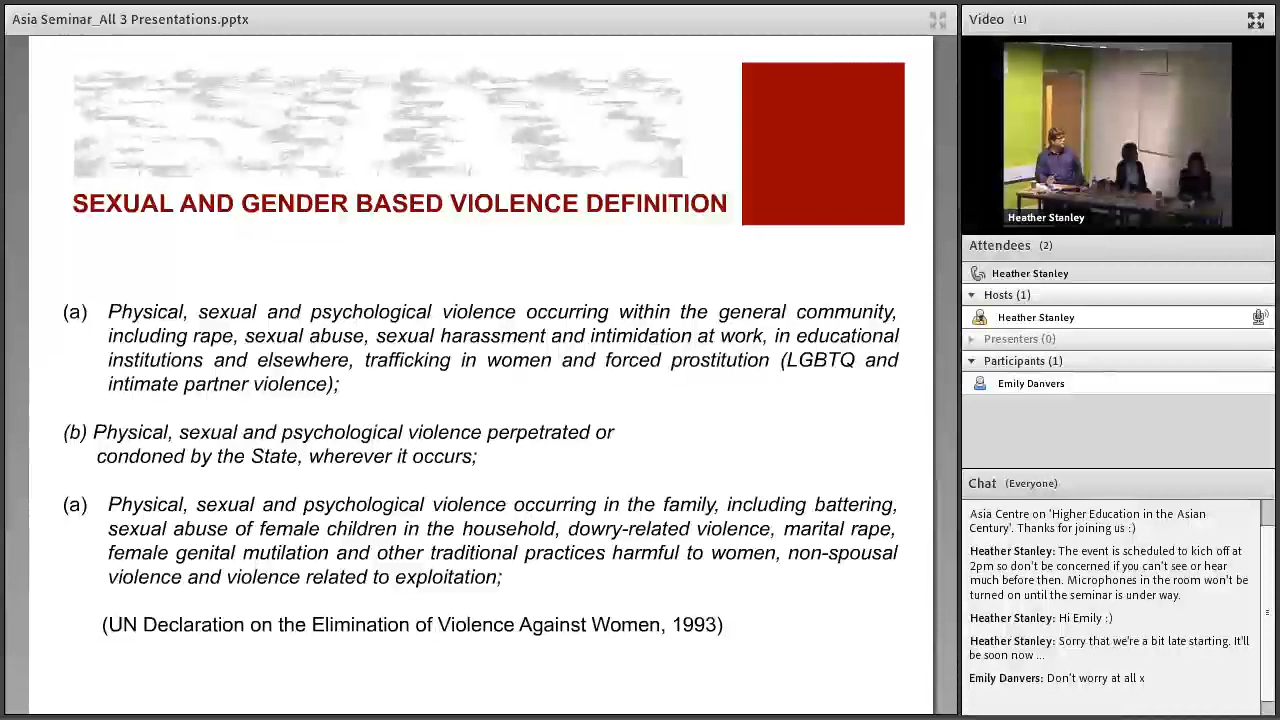 Asia Seminar_All 3 Presentations.pptx
SEXUAL AND GENDER BASED VIOLENCE DEFINITION
(a) Physical, sexual and psychological violence occurring within the general community,
including rape, sexual abuse, sexual harassment and intimidation at work, in educational
institutions and elsewhere, trafficking in women and forced prostitution (LGBTQ and
intimate partner violence);
(b) Physical, sexual and psychological violence perpetrated or
condoned by the State, wherever it occurs;
(a) Physical, sexual and psychological violence occurring in the family, including battering,
sexual abuse of female children in the household, dowry-related violence, marital rape,
female genital mutilation and other traditional practices harmful to women, non-spousal
violence and violence related to exploitation;
(UN Declaration on the Elimination of Violence Against Women, 1993)
Video (1)
Heather Stanley
Attendees (2)
Heather Stanley
Hosts (1)
Heather Stanley
Presenters (0)
Participants (1)
Emily Danvers
Chat (Everyone)
Asia Centre on 'Higher Education in the Asian
Century'. Thanks for joining us :)
Heather Stanley: The event is scheduled to kick off at
2pm so don't be concerned if you can't see or hear
much before then. Microphones in the room won't be
turned on until the seminar is under way.
Heather Stanley: Hi Emily :)
Heather Stanley: Sorry that we're a bit late starting. It'll
be soon now ...
Emily Danvers: Don't worry at all x